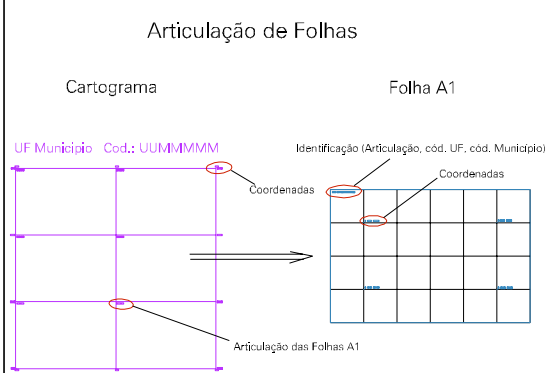 Articulação de Folhas
Cartograma
Folha A1
UF Municipio Cod.: UUMMMMM
Identificação (Articulação, cód. UF, cód. Município)
Coordenadas
Coordenadas
Articulação das Folhas A1